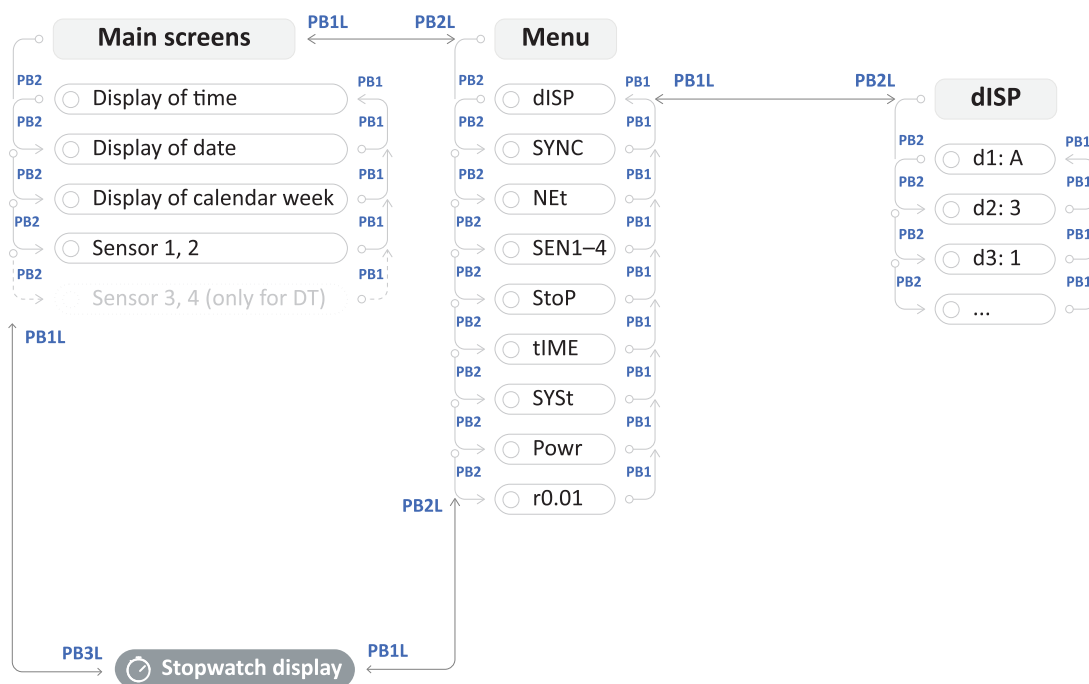 PB1L PB2L
Main screens
Menu
PB2
PB1
Display of time
PB2
PB1
Display of date
PB2
PB1
Display of calendar week
PB2
PB1
Sensor 1, 2
PB2
PB1
Sensor 3, 4 (only for DT)
PB1L
PB2
PB1
dISP
PB2
PB1
SYNC
PB2
PB1
NEt
PB2
PB1
SEN1–4
PB2
PB1
StoP
PB2
PB1
tIME
PB2
PB1
SYSt
PB2
PB1
Powr
PB2
PB1
r0.01
PB2L
PB1L PB2L
dISP
PB2
PB1
d1: A
PB2
PB1
d2: 3
PB2
PB1
d3: 1
PB2
PB1
...
PB3L
Stopwatch display
PB1L